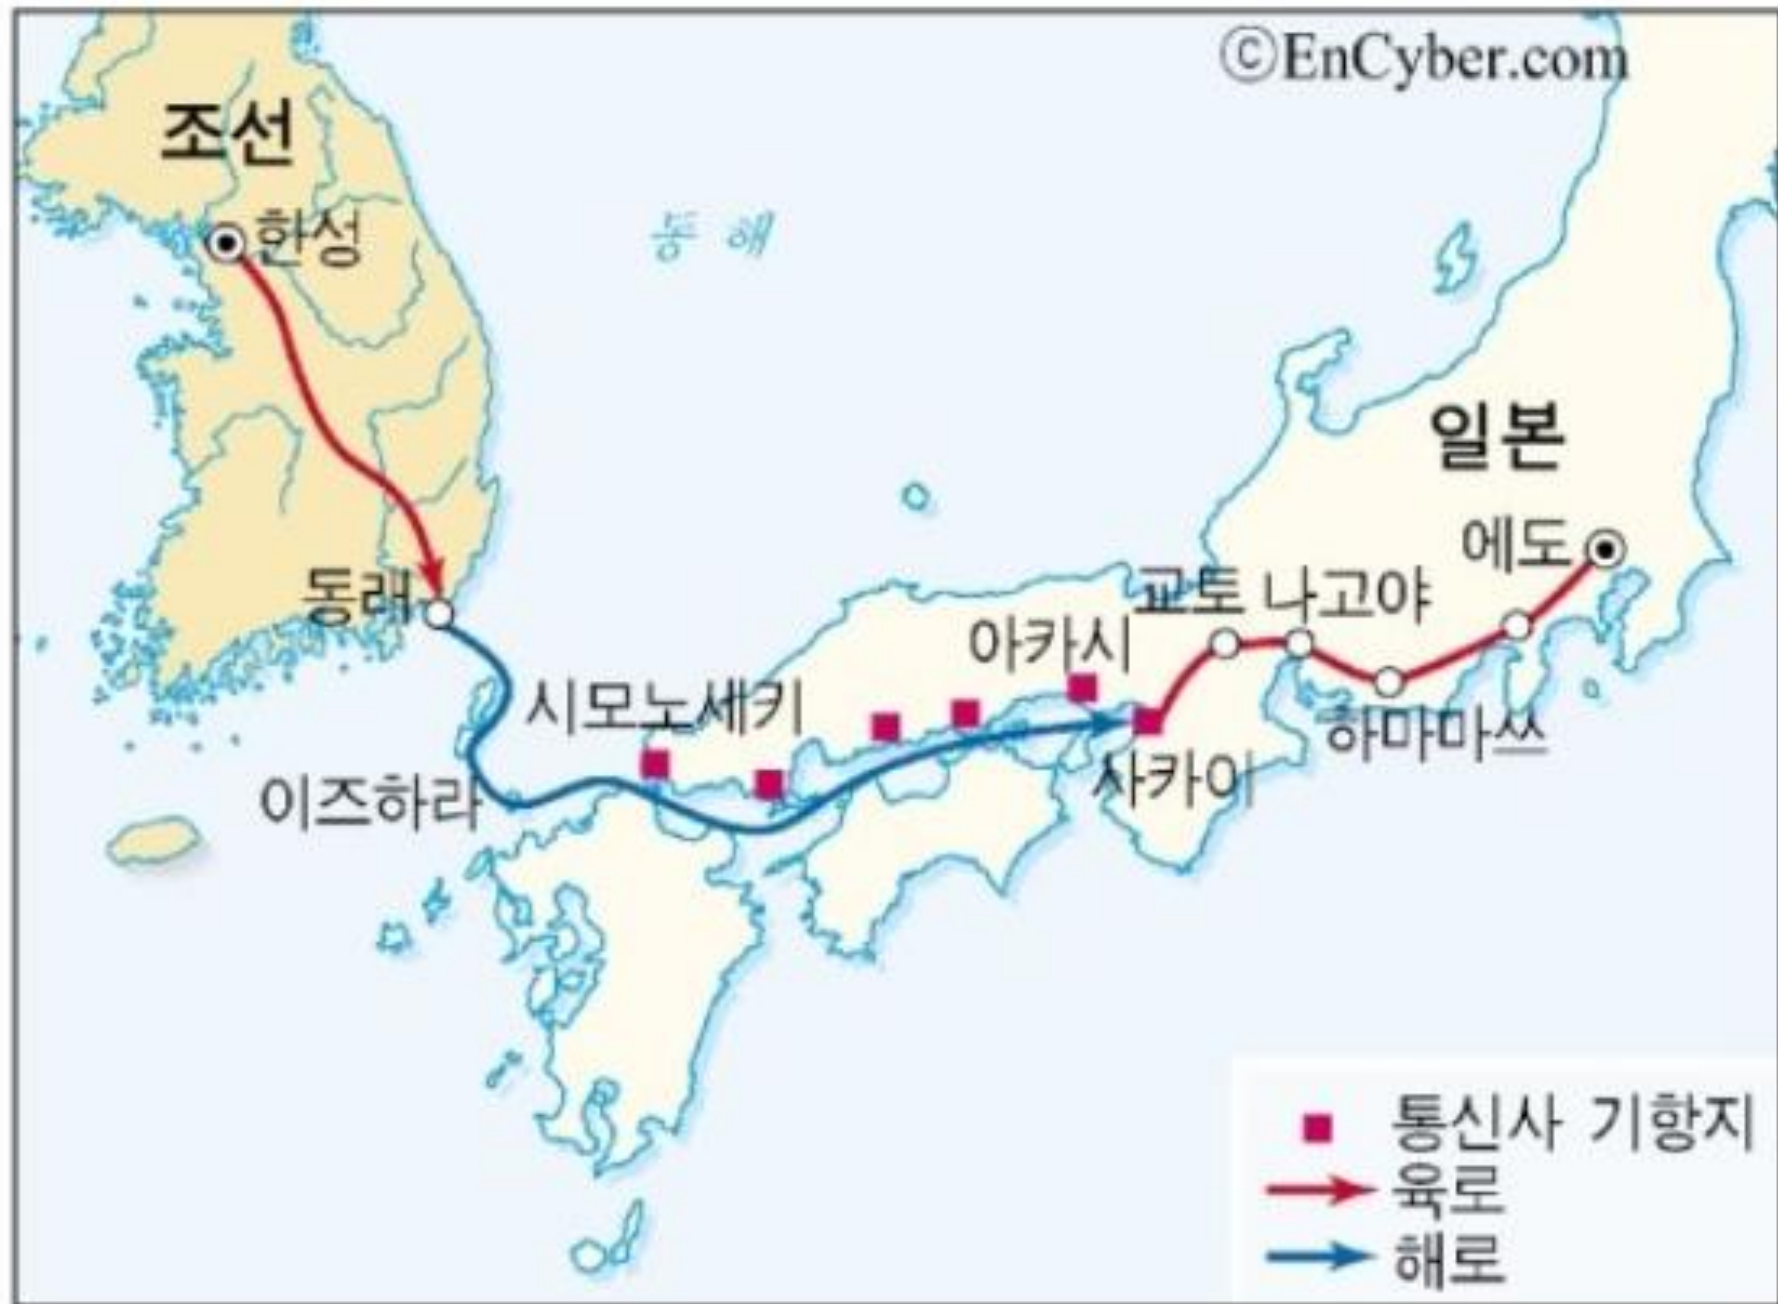 ⓒEnCyber.com
조선
한성
동 해
일본
에도
동래
교토 나고야
아카시
시모노세키
하마마쓰
이즈하라
사카이
통신사 기항지
육로
해로